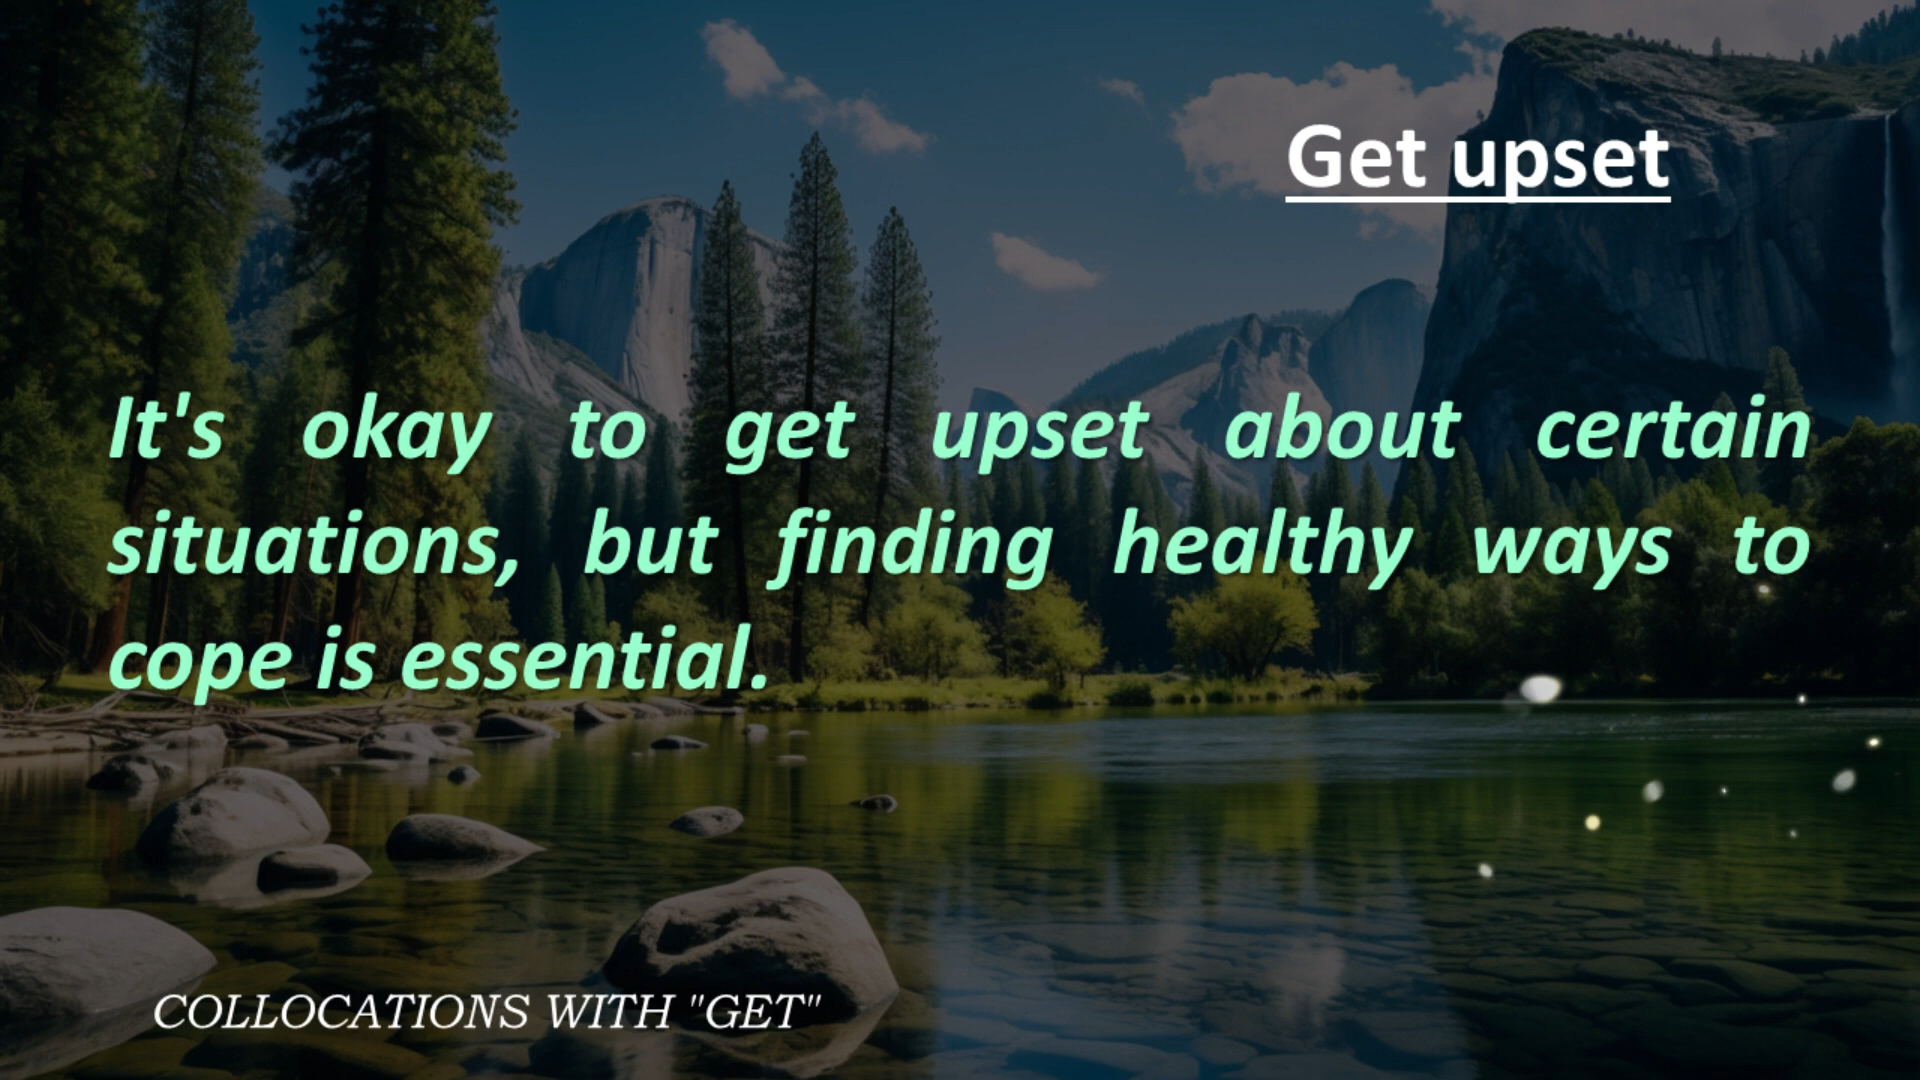 Get upset
It's okay to get upset about certain
situations, but finding healthy ways to
cope is essential.
COLLOCATIONS WITH "GET"